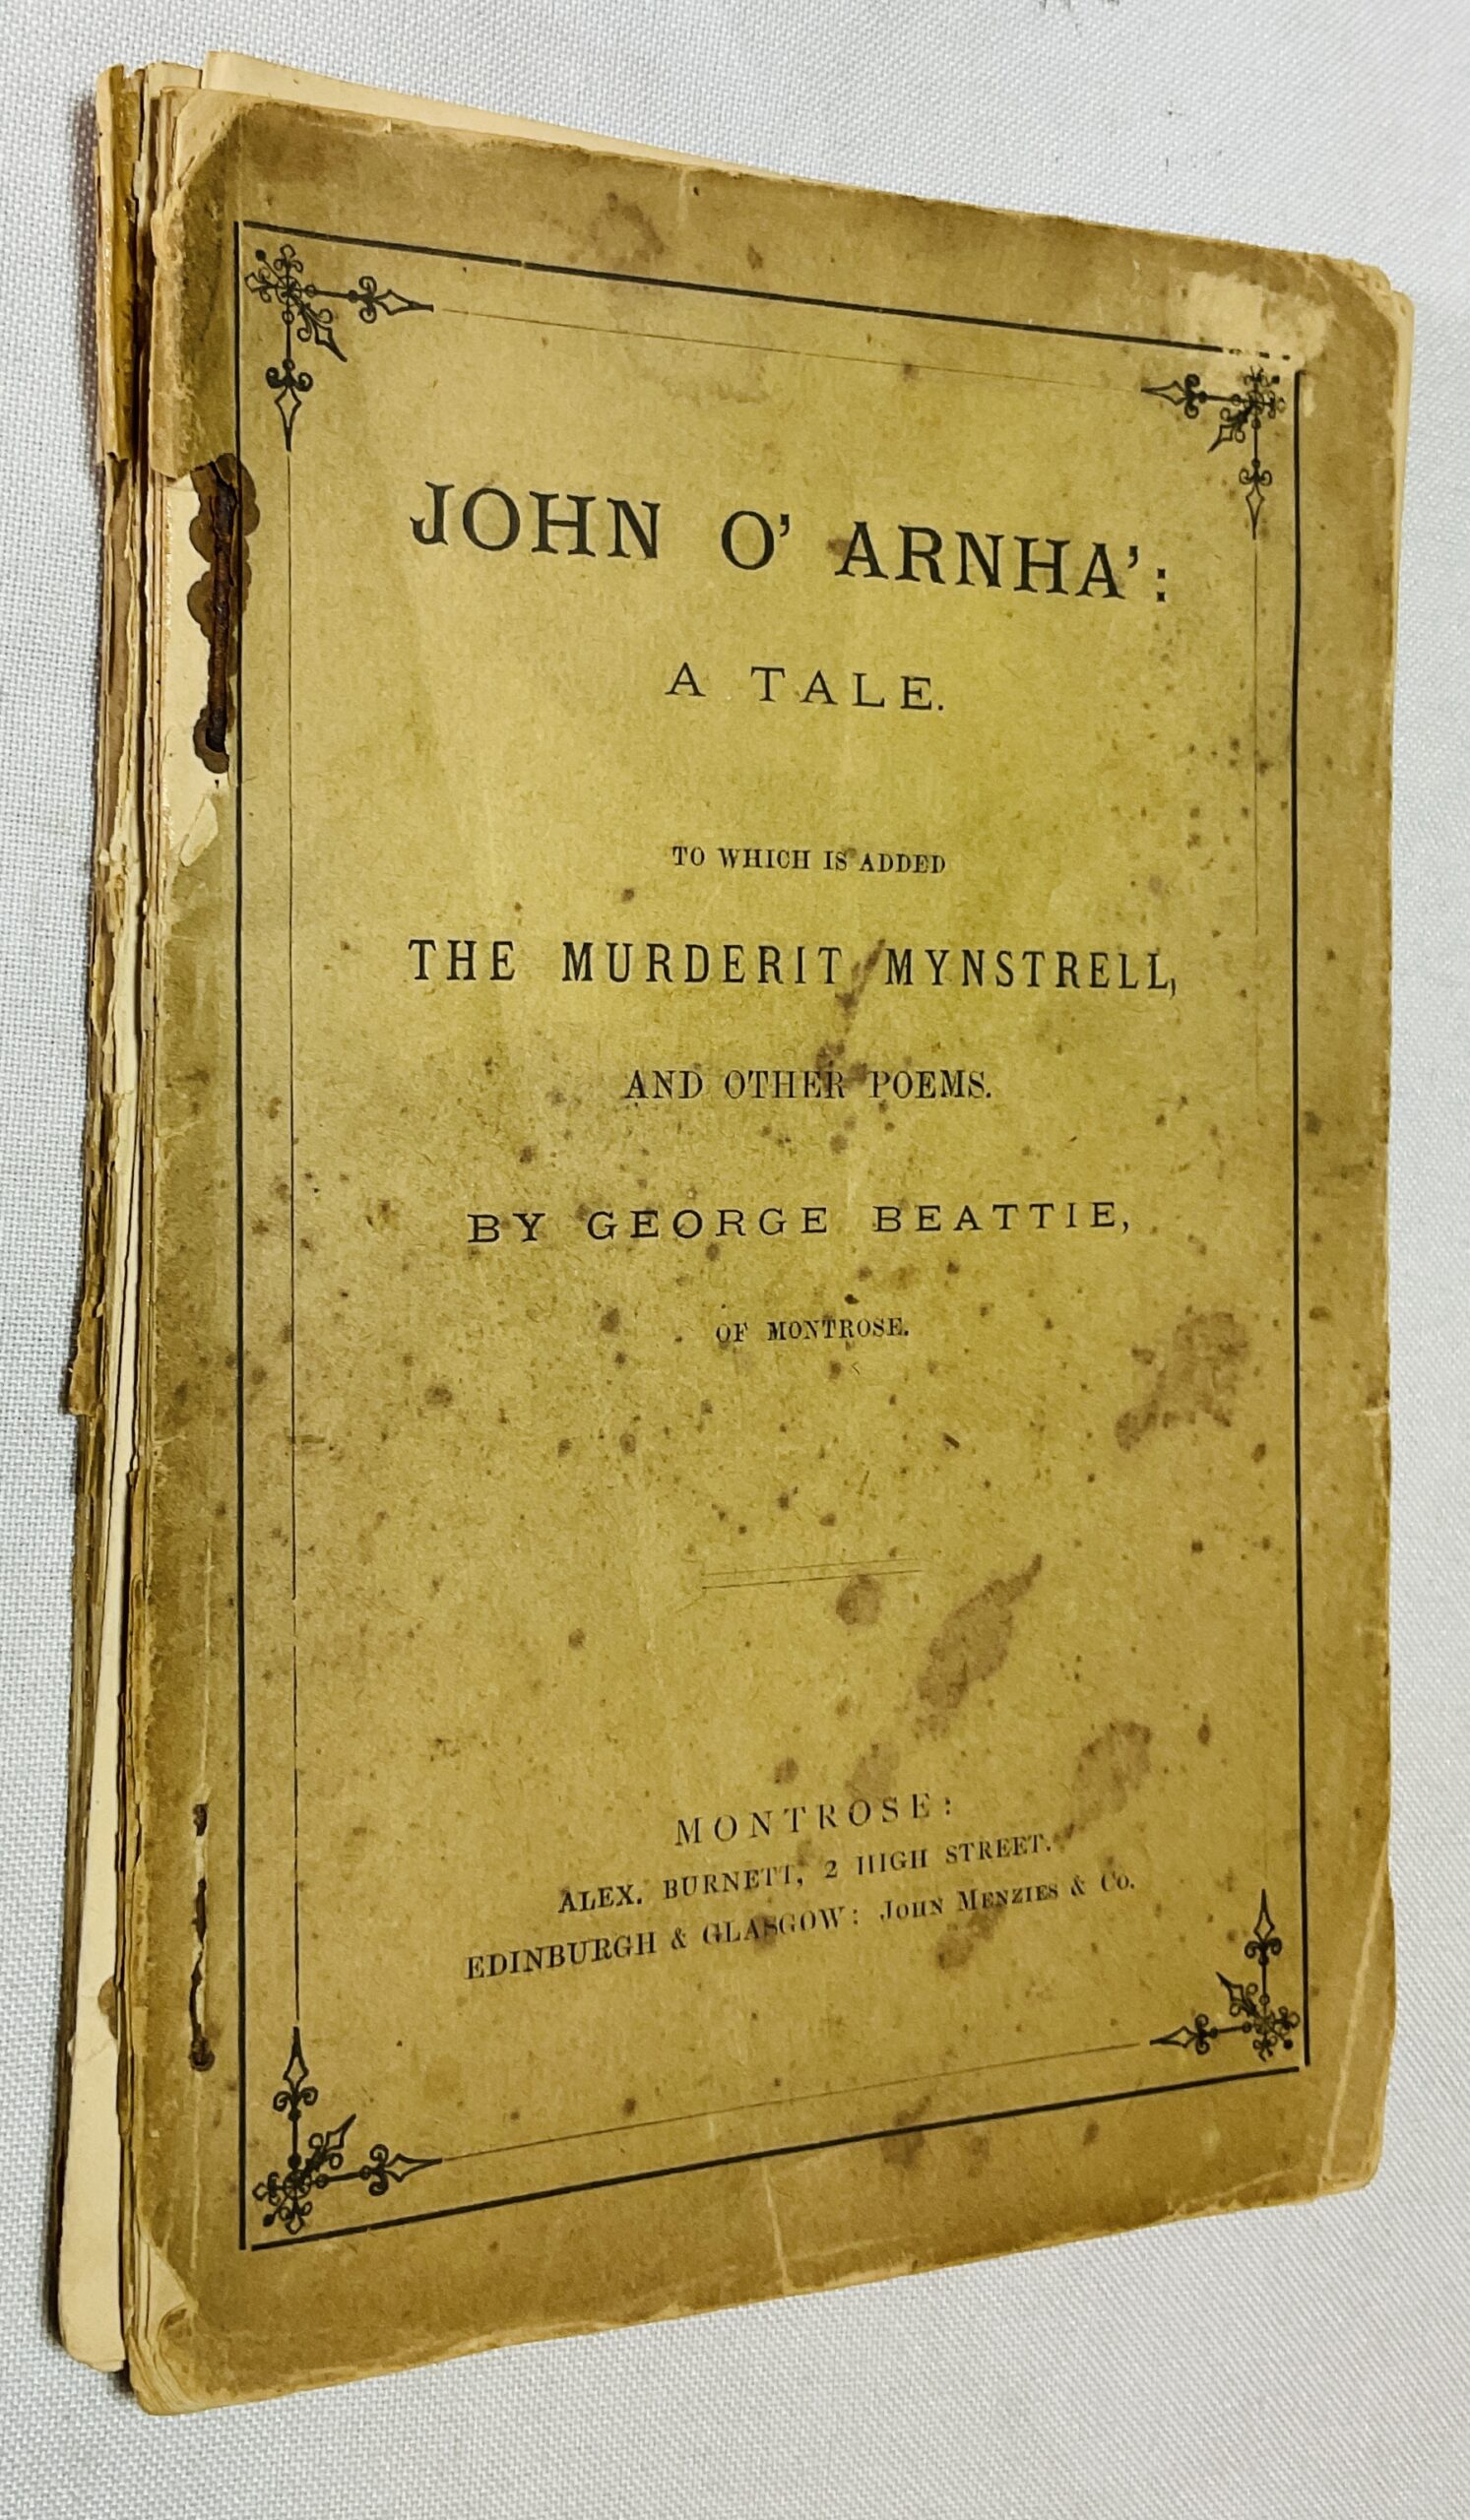 JOHN O' ARNHA':
A TALE.
TO WHICH IS ADDED
THE MURDERIT MYNSTRELL,
AND OTHER POEMS.
BY GEORGE BEATTIE,
OF MONTROSE.
MONTROSE:
ALEX. BURNETT, 2 HIGH STREET.
EDINBURGH & GLASGOW: JOHN MENZIES & CO.